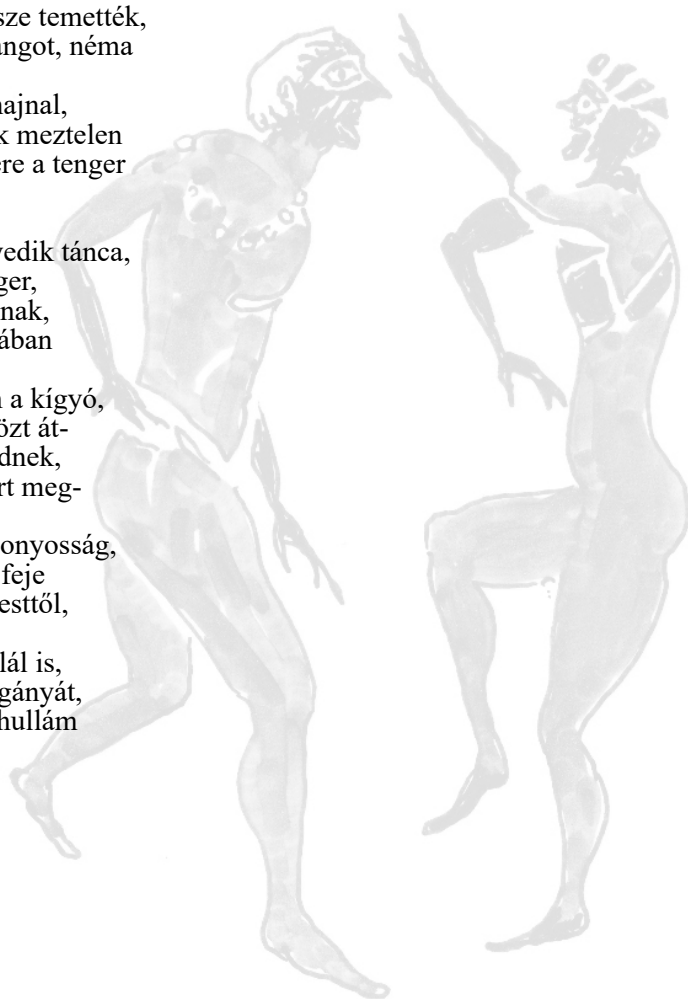 sze temették,
angot, néma
ajnal,
k meztelen
ere a tenger
vedik tánca,
ger,
nak,
ában
n a kígyó,
özt át-
dnek,
rt meg-
onyosság,
feje
esttől,
lál is,
gányát,
hullám